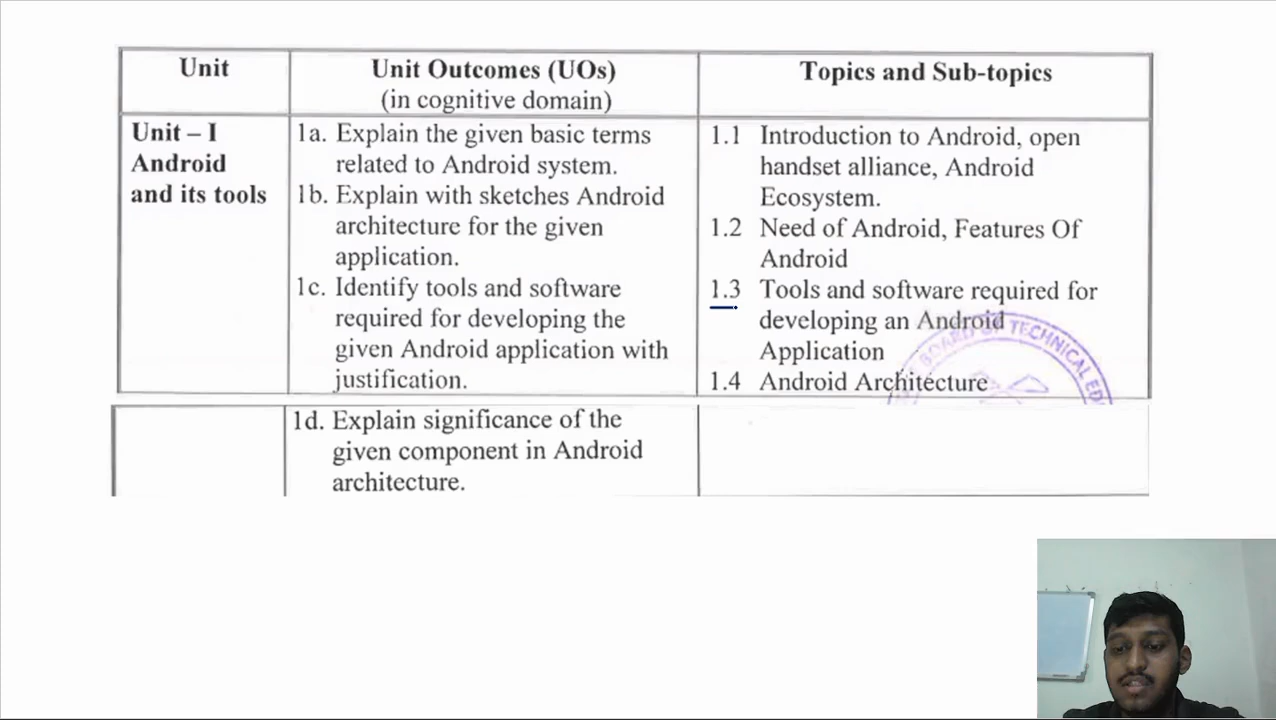 Unit
Unit Outcomes (UOs)
(in cognitive domain)
Topics and Sub-topics
Unit – I
Android
and its tools
1a. Explain the given basic terms
related to Android system.
1b. Explain with sketches Android
architecture for the given
application.
1c. Identify tools and software
required for developing the
given Android application with
justification.
1.1 Introduction to Android, open
handset alliance, Android
Ecosystem.
1.2 Need of Android, Features Of
Android
1.3 Tools and software required for
developing an Android
Application
1.4 Android Architecture
BOARD OF TECHNICAL ED
1d. Explain significance of the
given component in Android
architecture.